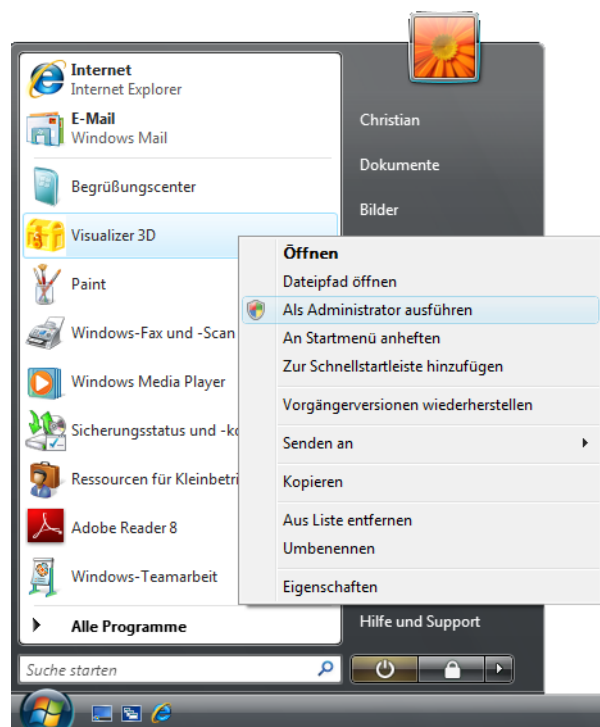 Internet
Internet Explorer
E-Mail
Windows Mail
Begrüßungscenter
Visualizer 3D
Paint
Windows-Fax und -Scan
Windows Media Player
Sicherungsstatus und -ko
Ressourcen für Kleinbetri
Adobe Reader 8
Windows-Teamarbeit
Alle Programme
Suche starten
Christian
Dokumente
Bilder
Öffnen
Dateipfad öffnen
Als Administrator ausführen
An Startmenü anheften
Zur Schnellstartleiste hinzufügen
Vorgängerversionen wiederherstellen
Senden an
Kopieren
Aus Liste entfernen
Umbenennen
Eigenschaften
Hilfe und Support